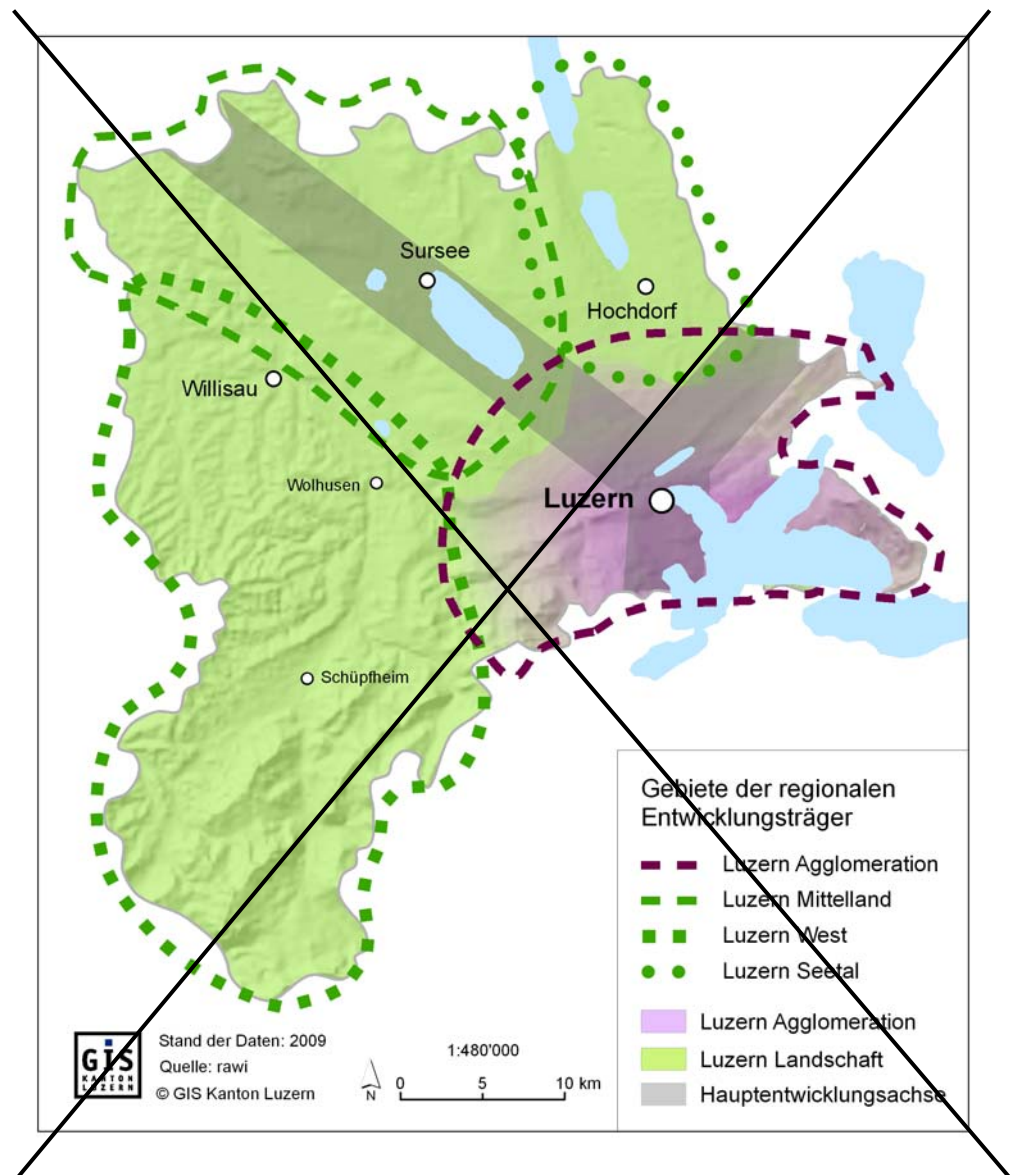 Sursee
Hochdorf
Willisau
Wolhusen
Luzern
Schüpfheim
Gebiete der regionalen
Entwicklungsträger
Luzern Agglomeration
Luzern Mittelland
Luzern West
Luzern Seetal
Luzern Agglomeration
Luzern Landschaft
Hauptentwicklungsachse
GIS
KANTON
LUZERN
Stand der Daten: 2009
Quelle: rawi
© GIS Kanton Luzern
N
1:480'000
0 5 10 km